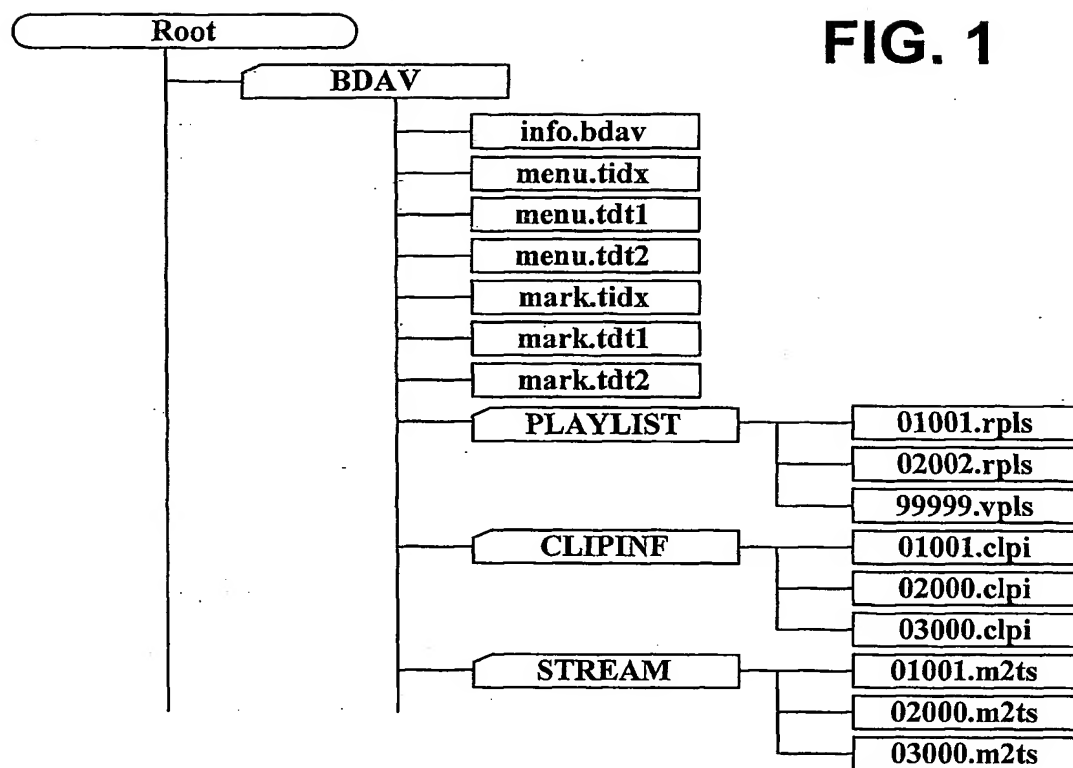 FIG. 1
Root
BDAV
info.bdav
menu.tidx
menu.tdt1
menu.tdt2
mark.tidx
mark.tdt1
mark.tdt2
PLAYLIST
01001.rpls
02002.rpls
99999.vpls
CLIPINF
01001.clpi
02000.clpi
03000.clpi
STREAM
01001.m2ts
02000.m2ts
03000.m2ts